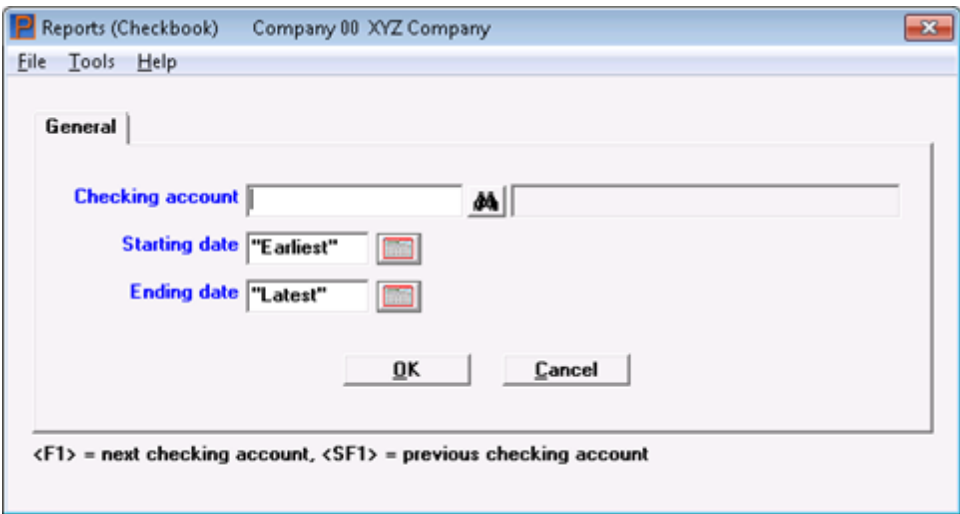 Reports (Checkbook) Company 00 XYZ Company
File Tools Help
General
Checking account
Starting date "Earliest"
Ending date "Latest"
OK Cancel
<F1> = next checking account, <SF1> = previous checking account